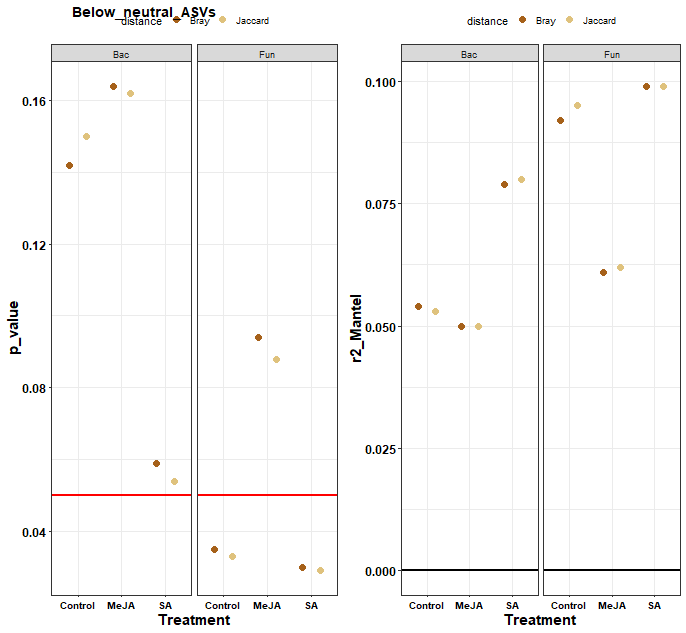 Below_neutral_ASVs
distance Bray Jaccard
distance Bray Jaccard
Bac Fun
Bac Fun
0.16
0.12
0.08
0.04
p_value
Control MeJA SA
Control MeJA SA
Treatment
0.100
0.075
0.050
0.025
0.000
r2_Mantel
Control MeJA SA
Control MeJA SA
Treatment